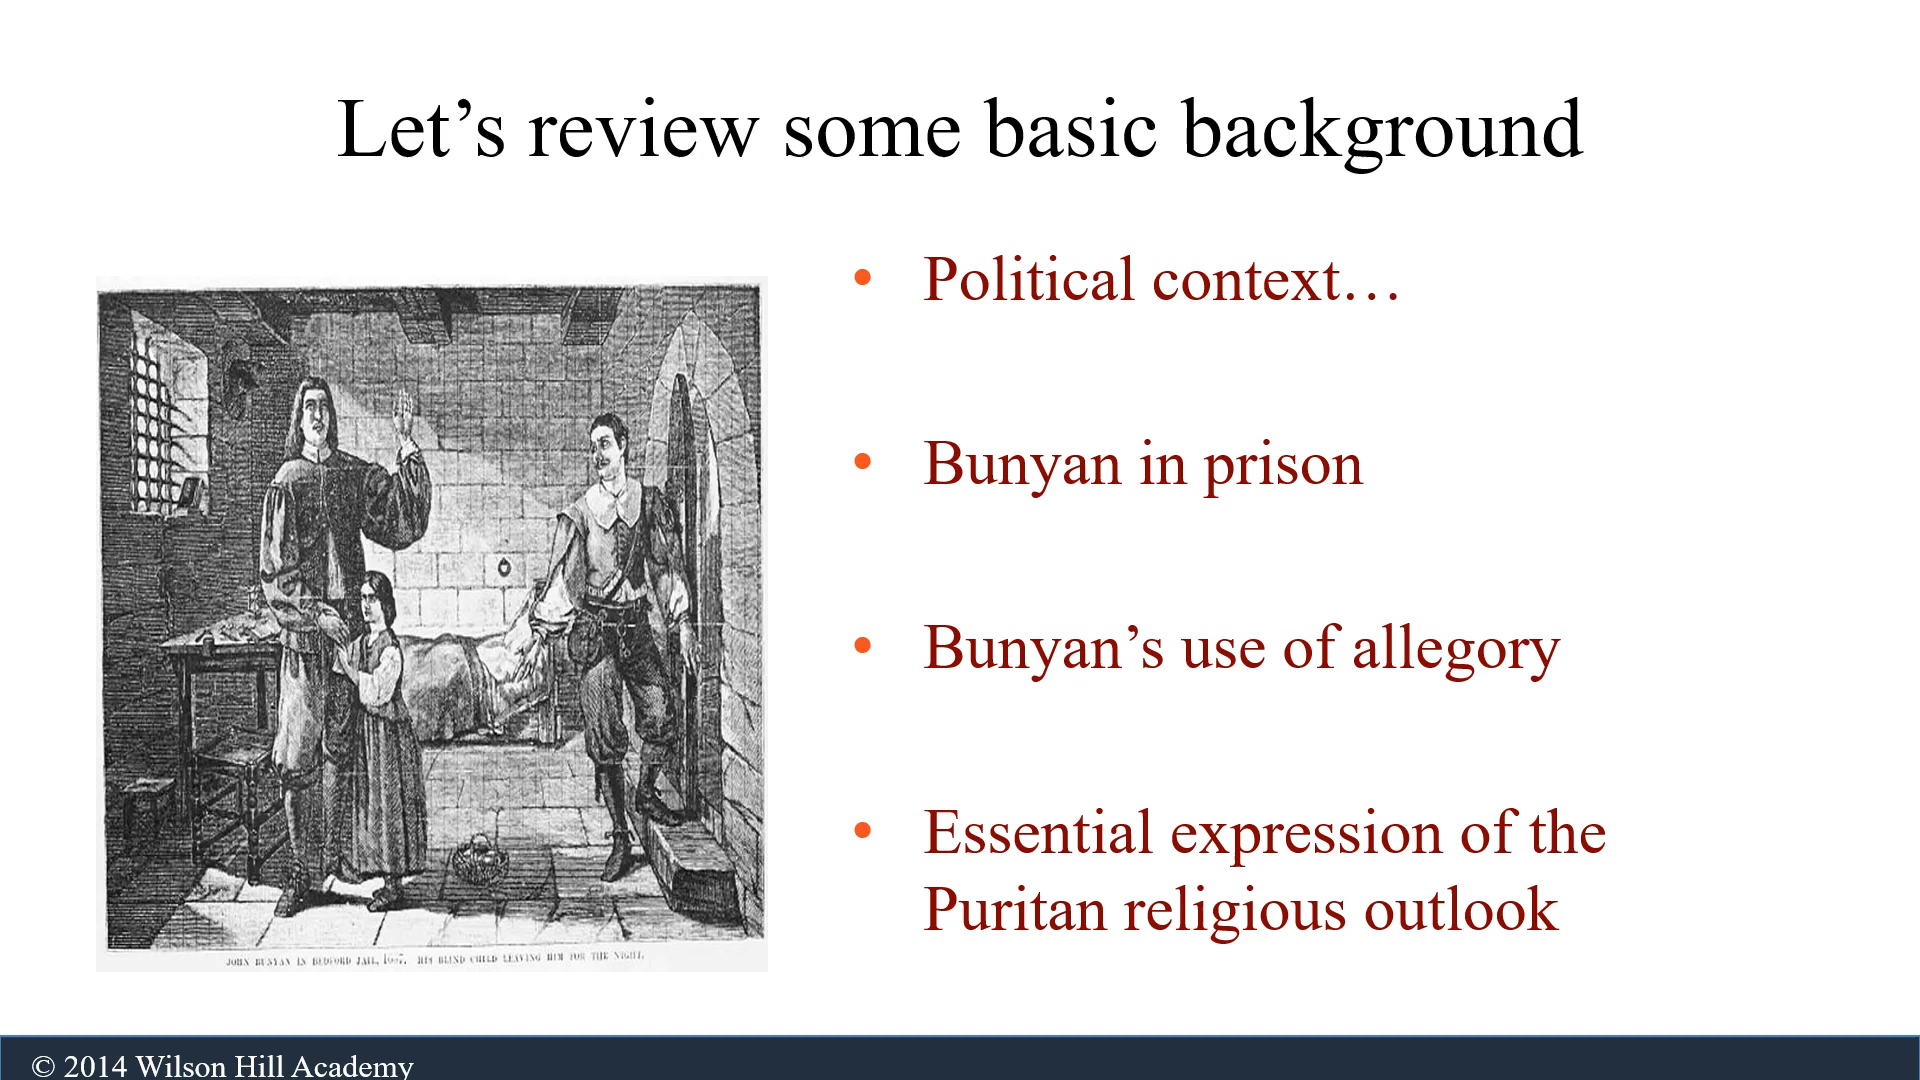 Let’s review some basic background
• Political context…
• Bunyan in prison
• Bunyan’s use of allegory
• Essential expression of the
Puritan religious outlook
JOHN BUNYAN IN BEDFORD JAIL, 1667. HIS BLIND CHILD LEAVING HIM FOR THE NIGHT.
© 2014 Wilson Hill Academy